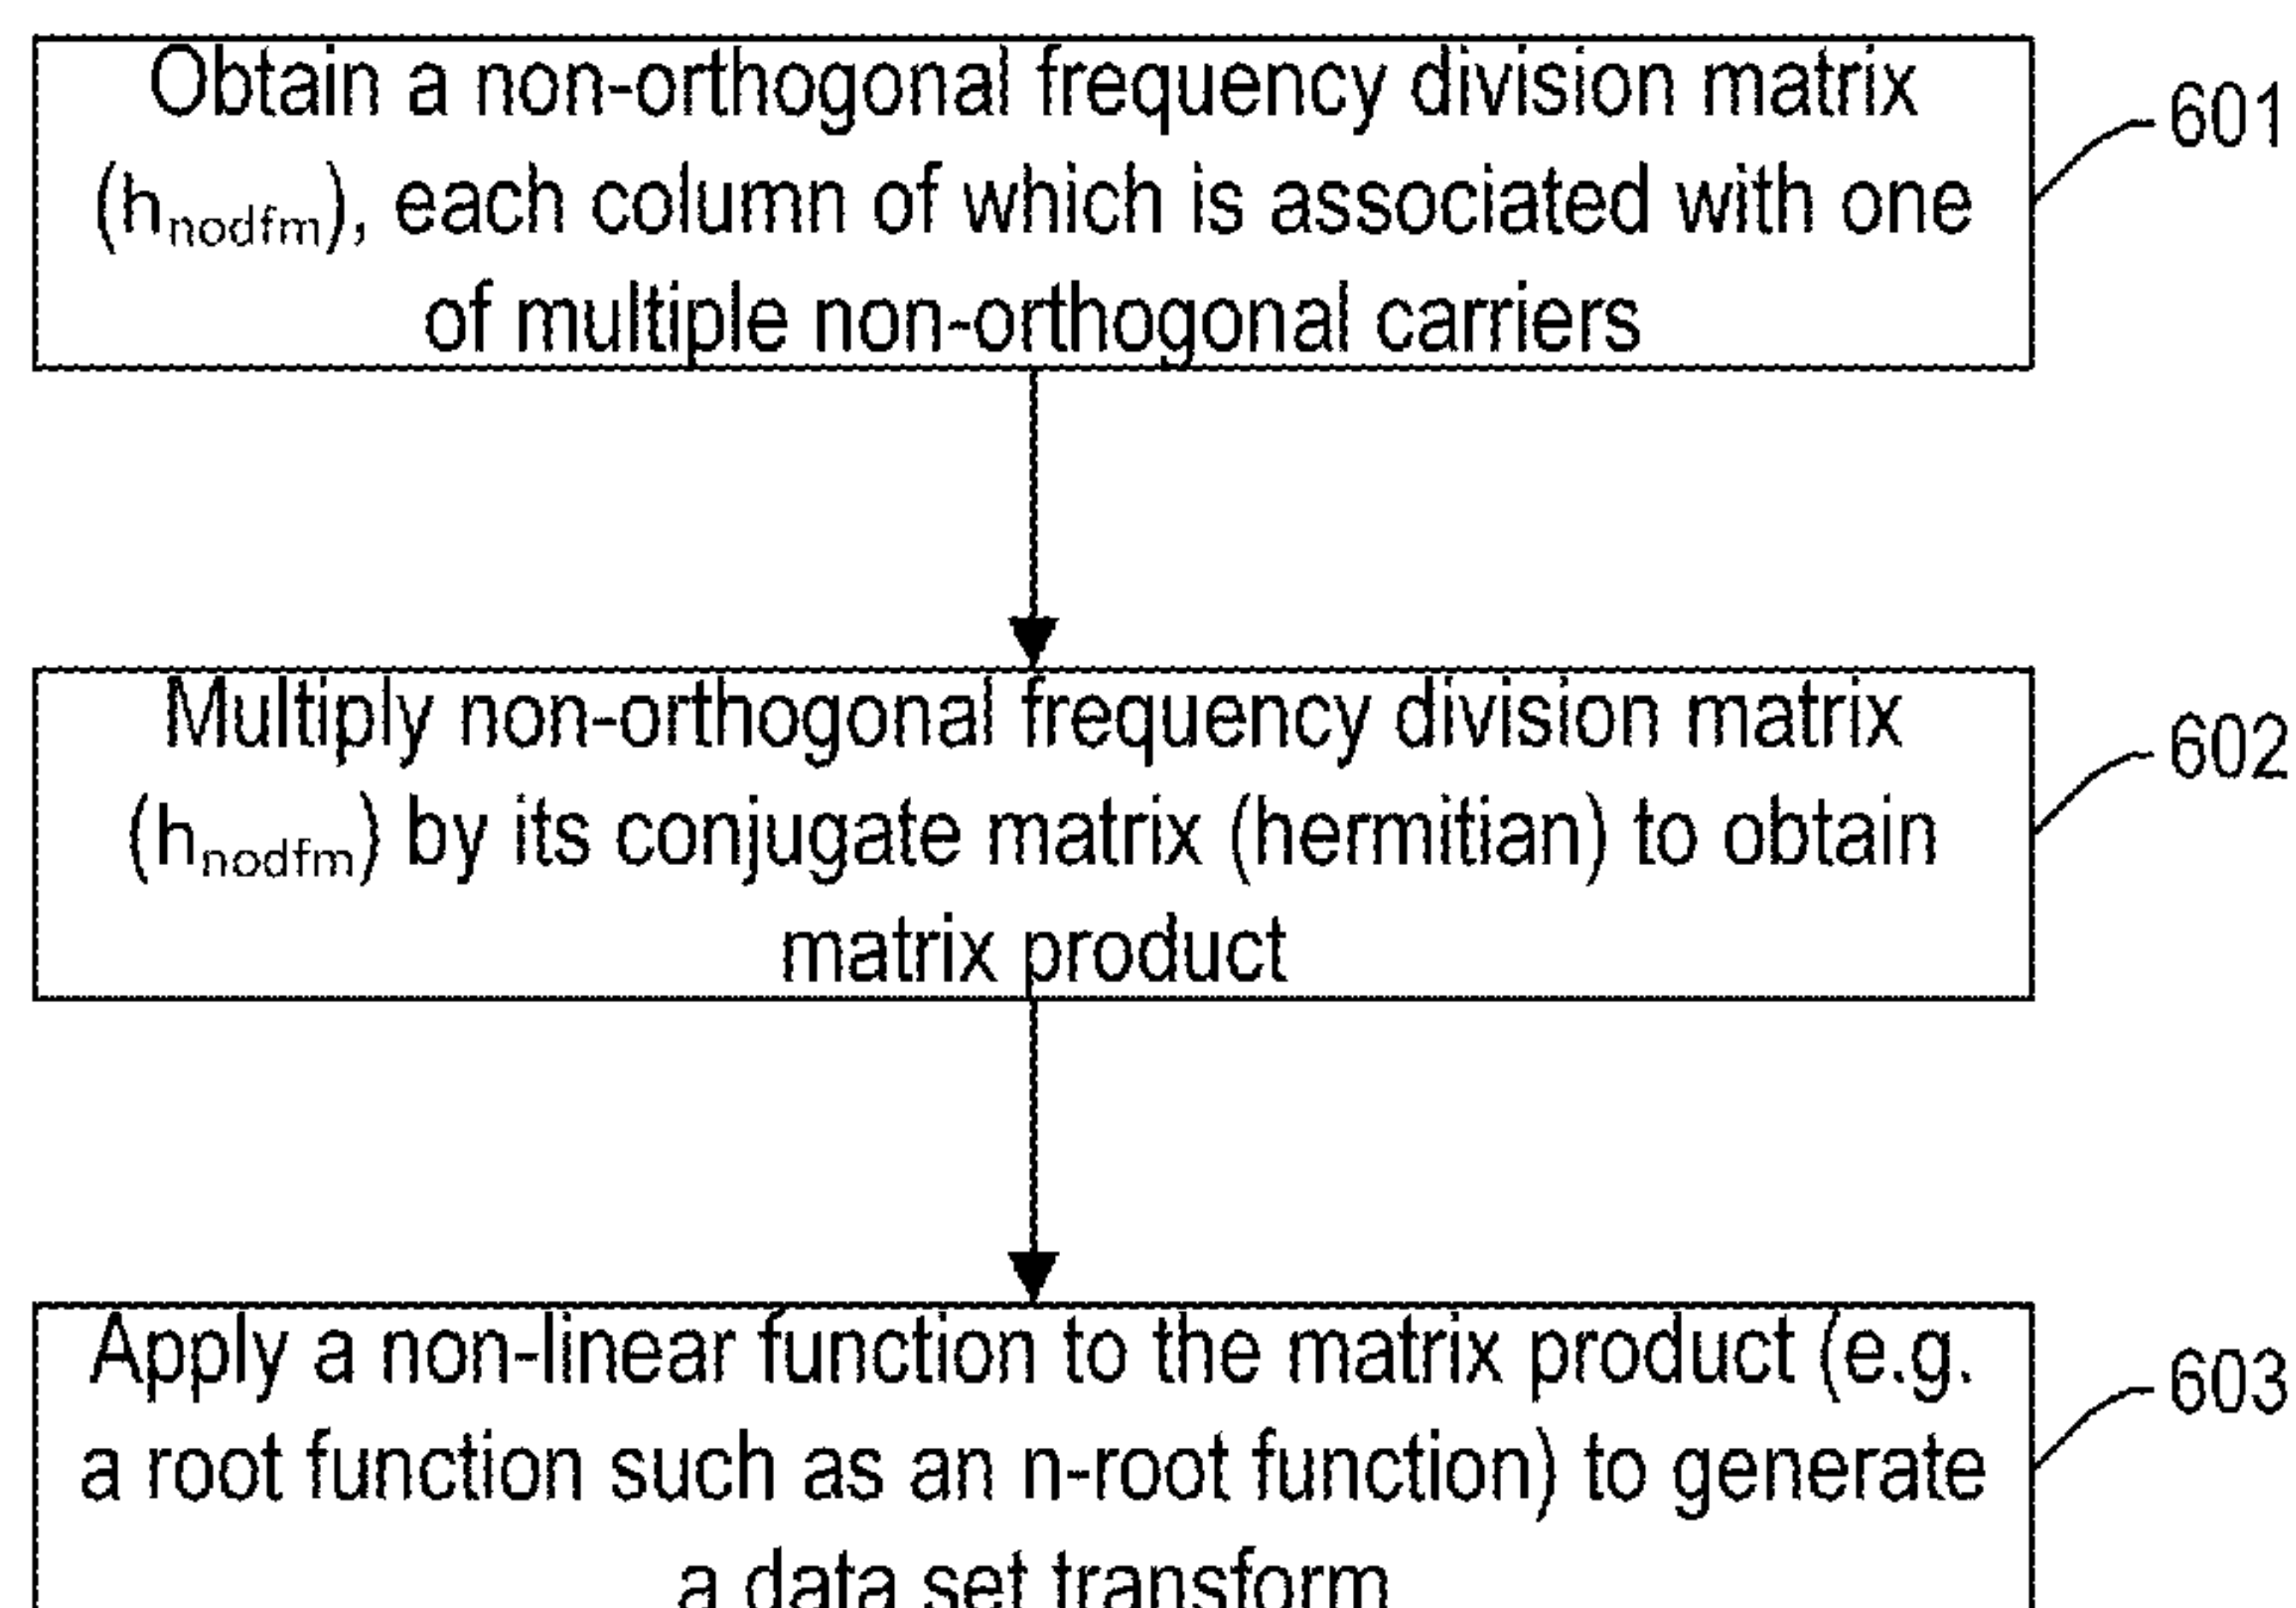 Obtain a non-orthogonal frequency division matrix
(hnodfm), each column of which is associated with one
of multiple non-orthogonal carriers
601
Multiply non-orthogonal frequency division matrix
(hnodfm) by its conjugate matrix (hermitian) to obtain
matrix product
602
Apply a non-linear function to the matrix product (e.g.
a root function such as an n-root function) to generate
a data set transform
603